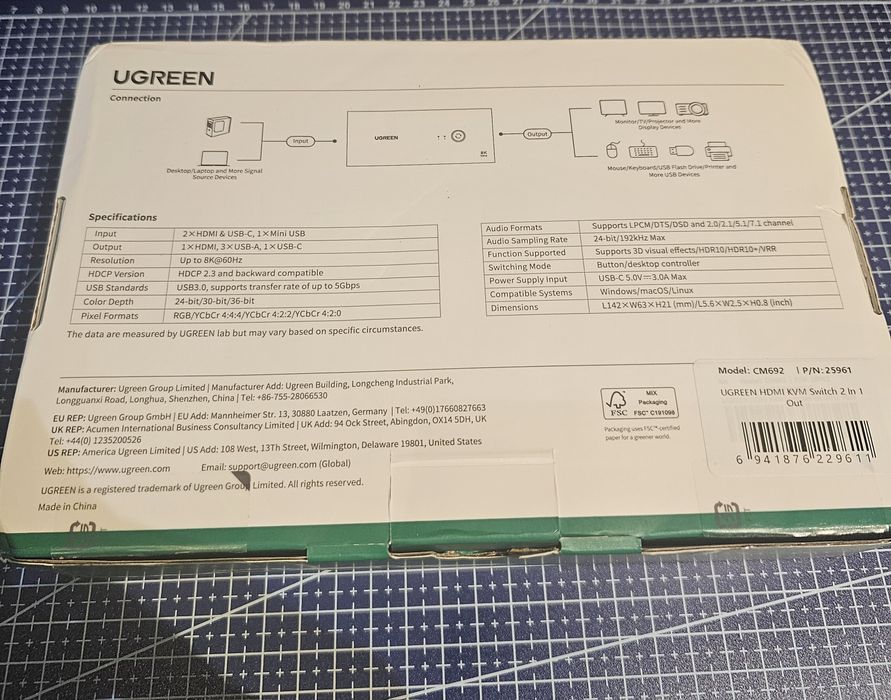 UGREEN
Connection
Input
UGREEN
8K
Output
Monitor/TV/Projector and More
Display Devices
Desktop/Laptop and More Signal
Source Devices
Mouse/Keyboard/USB Flash Drive/Printer and
More USB Devices
Specifications
Input 2×HDMI & USB-C, 1×Mini USB
Output 1×HDMI, 3×USB-A, 1×USB-C
Resolution Up to 8K@60Hz
HDCP Version HDCP 2.3 and backward compatible
USB Standards USB3.0, supports transfer rate of up to 5Gbps
Color Depth 24-bit/30-bit/36-bit
Pixel Formats RGB/YCbCr 4:4:4/YCbCr 4:2:2/YCbCr 4:2:0
Audio Formats Supports LPCM/DTS/DSD and 2.0/2.1/5.1/7.1 channel
Audio Sampling Rate 24-bit/192kHz Max
Function Supported Supports 3D visual effects/HDR10/HDR10+/VRR
Switching Mode Button/desktop controller
Power Supply Input USB-C 5.0V⎓3.0A Max
Compatible Systems Windows/macOS/Linux
Dimensions L142×W63×H21 (mm)/L5.6×W2.5×H0.8 (inch)
The data are measured by UGREEN lab but may vary based on specific circumstances.
Manufacturer: Ugreen Group Limited | Manufacturer Add: Ugreen Building, Longcheng Industrial Park,
Longguanxi Road, Longhua, Shenzhen, China | Tel: +86-755-28066530
EU REP: Ugreen Group GmbH | EU Add: Mannheimer Str. 13, 30880 Laatzen, Germany | Tel: +49(0)17660827663
UK REP: Acumen International Business Consultancy Limited | UK Add: 94 Ock Street, Abingdon, OX14 5DH, UK
Tel: +44(0) 1235200526
US REP: America Ugreen Limited | US Add: 108 West, 13Th Street, Wilmington, Delaware 19801, United States
Web: https://www.ugreen.com Email: support@ugreen.com (Global)
UGREEN is a registered trademark of Ugreen Group Limited. All rights reserved.
Made in China
FSC
MIX
Packaging
FSC® C191098
Packaging uses FSC™-certified
paper for a greener world.
Model: CM692 | P/N: 25961
UGREEN HDMI KVM Switch 2 In 1
Out
6 941876 229611